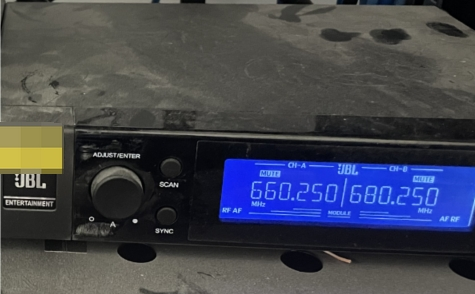 ADJUST/ENTER
SCAN
SYNC
JBL
ENTERTAINMENT
CH-A JBL CH-B
MUTE MUTE
660.250 680.250
MHz MHz
RF AF MODULE AF RF